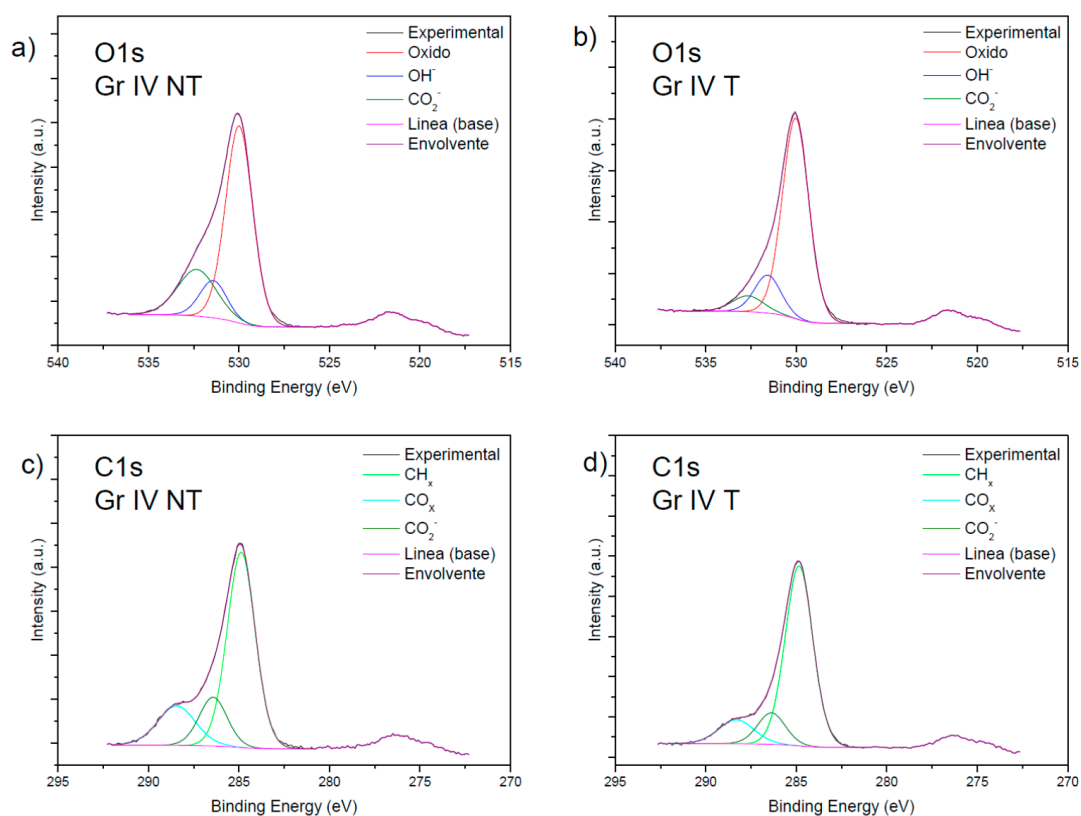 a)
O1s
Gr IV NT
Experimental
Oxido
OH⁻
CO₂⁻
Linea (base)
Envolvente
Intensity (a.u.)
540 535 530 525 520 515
Binding Energy (eV)
b)
O1s
Gr IV T
Experimental
Oxido
OH⁻
CO₂⁻
Linea (base)
Envolvente
Intensity (a.u.)
540 535 530 525 520 515
Binding Energy (eV)
c)
C1s
Gr IV NT
Experimental
CHₓ
COₓ
CO₂⁻
Linea (base)
Envolvente
Intensity (a.u.)
295 290 285 280 275 270
Binding Energy (eV)
d)
C1s
Gr IV T
Experimental
CHₓ
COₓ
CO₂⁻
Linea (base)
Envolvente
Intensity (a.u.)
295 290 285 280 275 270
Binding Energy (eV)